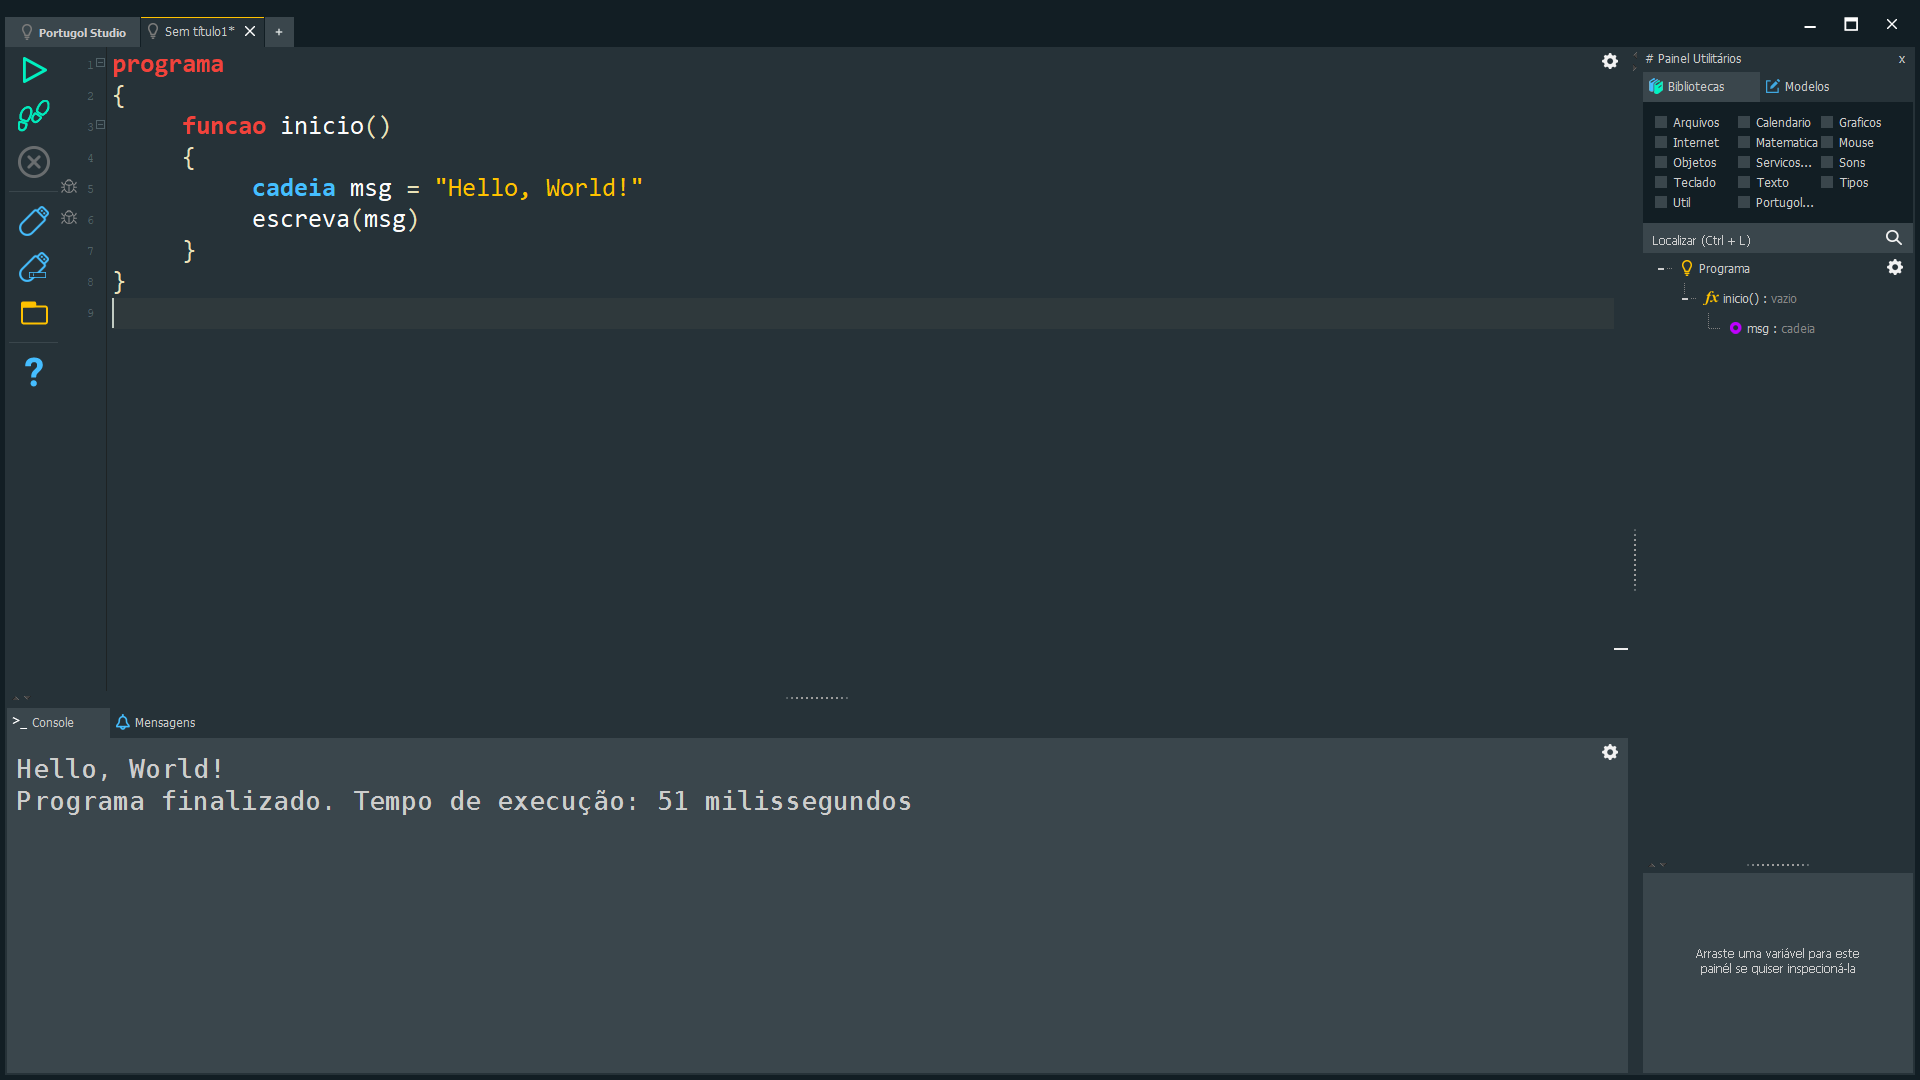 Portugol Studio
Sem título1*
+
1 programa
2 {
3 funcao inicio()
4 {
5 cadeia msg = "Hello, World!"
6 escreva(msg)
7 }
8 }
9
# Painel Utilitários x
Bibliotecas Modelos
Arquivos Calendario Graficos
Internet Matematica Mouse
Objetos Servicos... Sons
Teclado Texto Tipos
Util Portugol...
Localizar (Ctrl + L)
Programa
fx inicio() : vazio
msg : cadeia
>_ Console Mensagens
Hello, World!
Programa finalizado. Tempo de execução: 51 milissegundos
Arraste uma variável para este
painél se quiser inspecioná-la
?